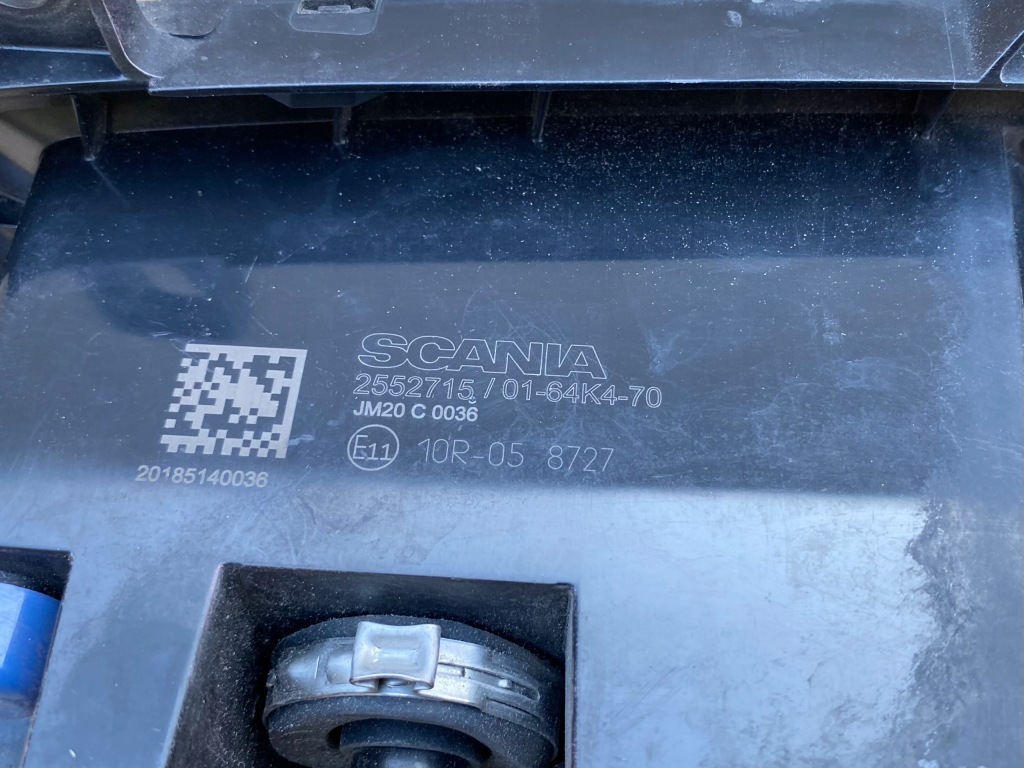 SCANIA
2552715 / 01-64K4-70
JM20 C 0036
E11 10R-05 8727
20185140036